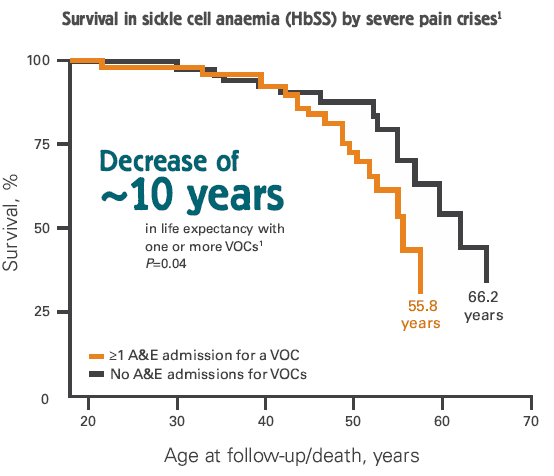 Survival in sickle cell anaemia (HbSS) by severe pain crises¹
100
75
50
25
0
Survival, %
Decrease of
~10 years
in life expectancy with
one or more VOCs¹
P=0.04
55.8
years
66.2
years
≥1 A&E admission for a VOC
No A&E admissions for VOCs
20 30 40 50 60 70
Age at follow-up/death, years